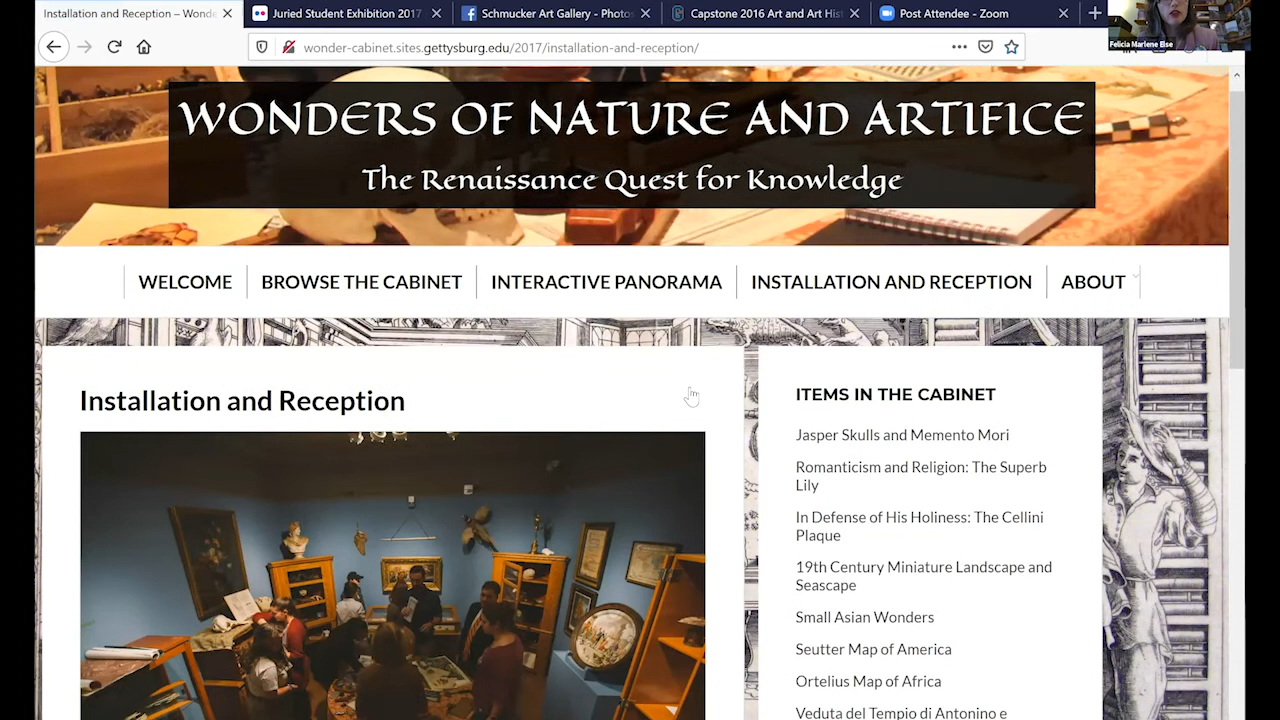 Installation and Reception – Wond
Juried Student Exhibition 2017
Schmucker Art Gallery - Photos
Capstone 2016 Art and Art Hist
Post Attendee - Zoom
Felicia Marlene Else
wonder-cabinet.sites.gettysburg.edu/2017/installation-and-reception/
WONDERS OF NATURE AND ARTIFICE
The Renaissance Quest for Knowledge
WELCOME
BROWSE THE CABINET
INTERACTIVE PANORAMA
INSTALLATION AND RECEPTION
ABOUT
Installation and Reception
ITEMS IN THE CABINET
Jasper Skulls and Memento Mori
Romanticism and Religion: The Superb
Lily
In Defense of His Holiness: The Cellini
Plaque
19th Century Miniature Landscape and
Seascape
Small Asian Wonders
Seutter Map of America
Ortelius Map of Africa
Veduta del Tempio di Antonino e